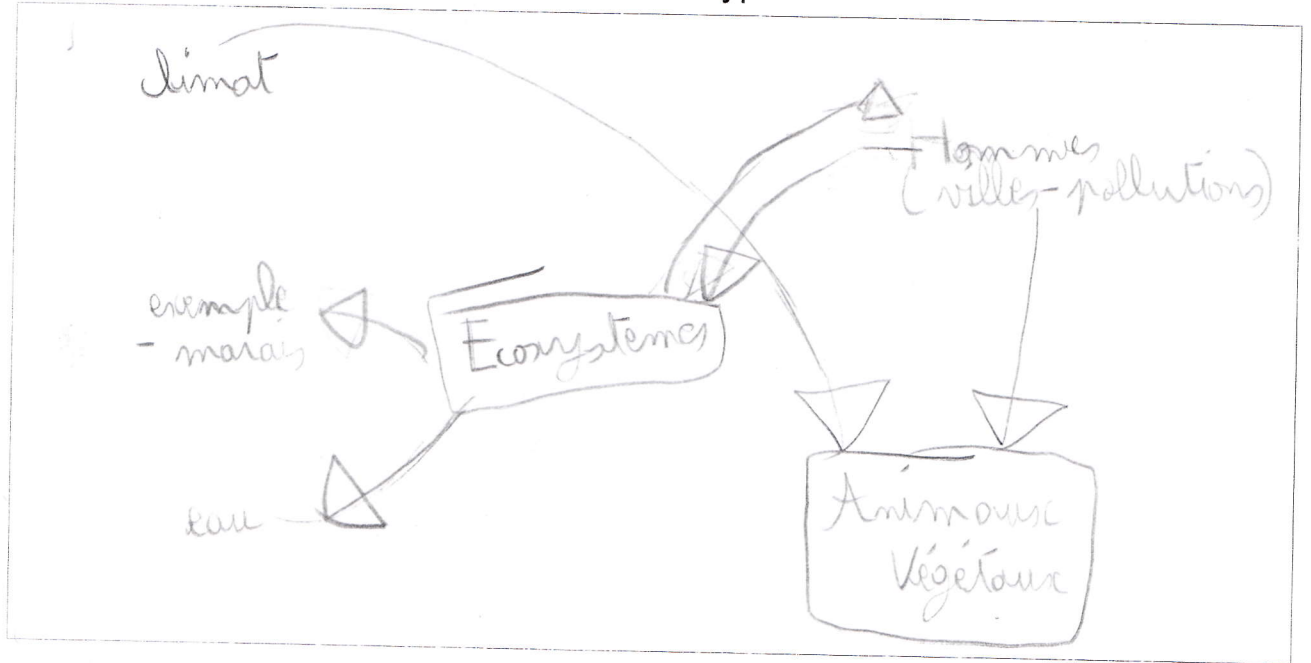 climat
Hommes
(villes - pollutions)
exemple
- marais
Ecosystèmes
eau
Animaux
Végétaux